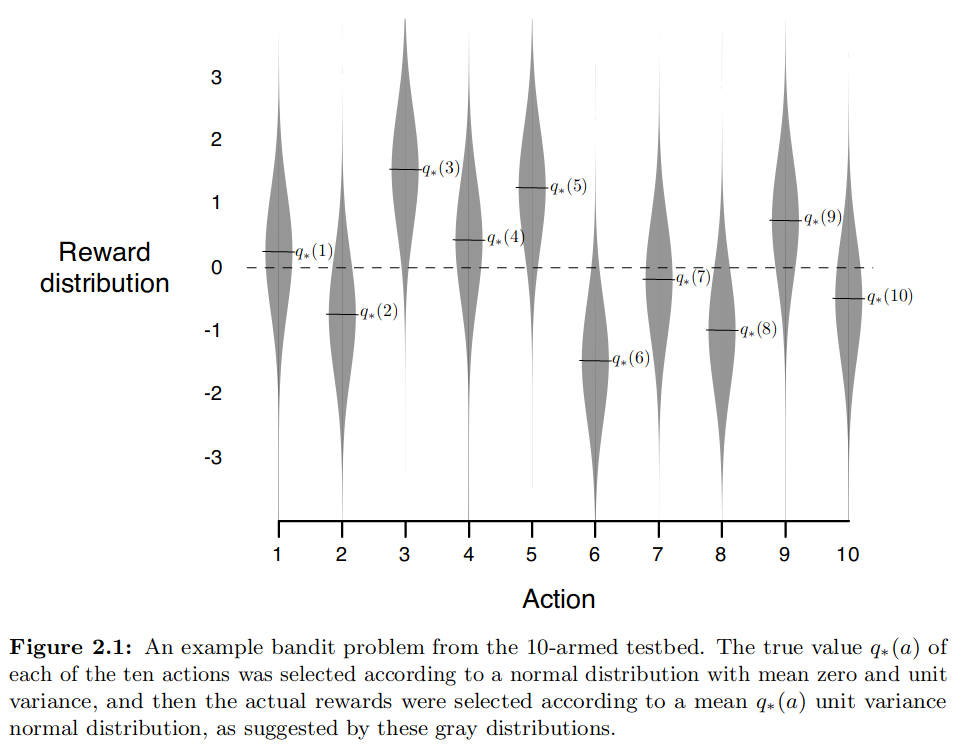 3
2
q∗(3)
q∗(5)
1
q∗(9)
q∗(4)
Reward
distribution
q∗(1)
0
q∗(7)
q∗(10)
q∗(2)
-1
q∗(8)
q∗(6)
-2
-3
1 2 3 4 5 6 7 8 9 10
Action
Figure 2.1: An example bandit problem from the 10-armed testbed. The true value q∗(a) of
each of the ten actions was selected according to a normal distribution with mean zero and unit
variance, and then the actual rewards were selected according to a mean q∗(a) unit variance
normal distribution, as suggested by these gray distributions.